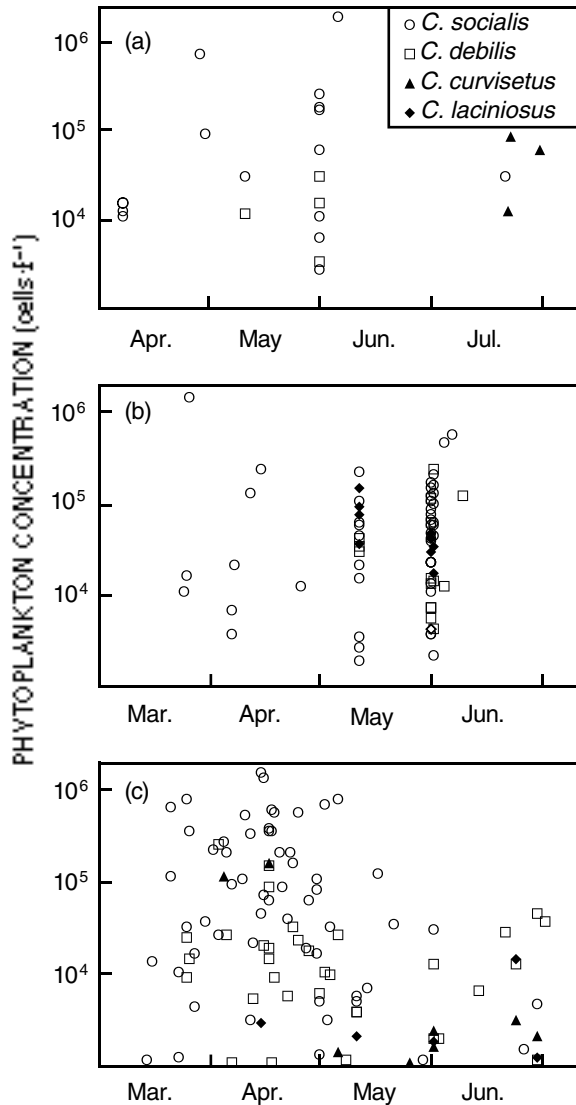 PHYTOPLANKTON CONCENTRATION (cells·ℓ⁻¹)
(a)
C. socialis
C. debilis
C. curvisetus
C. laciniosus
10⁶
10⁵
10⁴
Apr. May Jun. Jul.
(b)
10⁶
10⁵
10⁴
Mar. Apr. May Jun.
(c)
10⁶
10⁵
10⁴
Mar. Apr. May Jun.